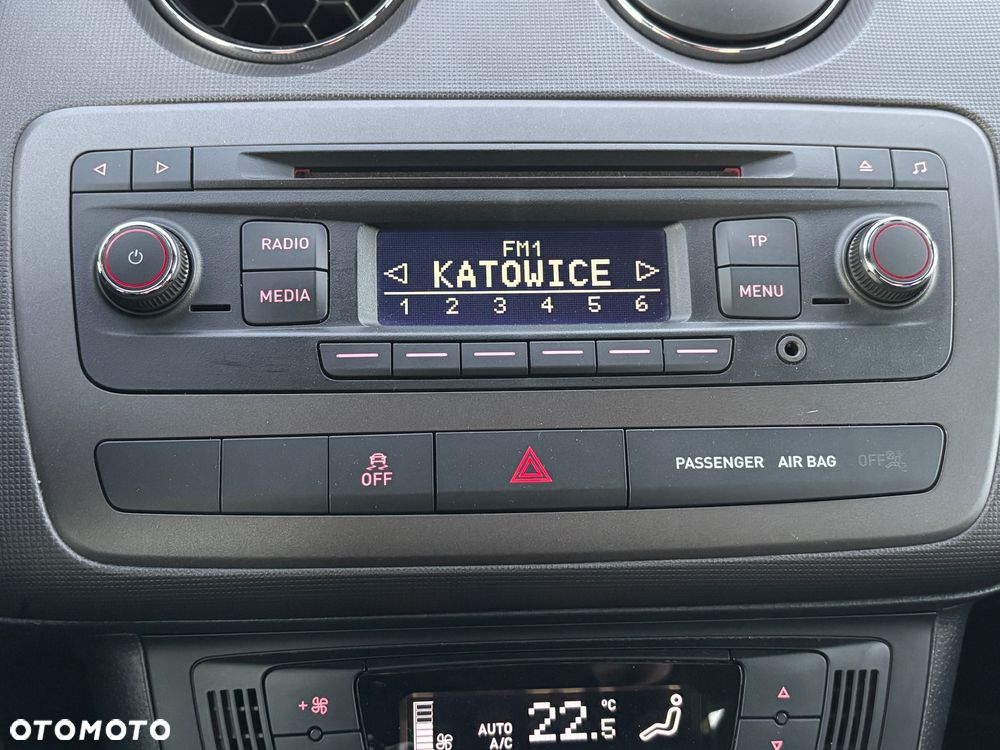 RADIO
MEDIA
FM1
KATOWICE
1 2 3 4 5 6
TP
MENU
OFF
PASSENGER AIR BAG OFF
AUTO
A/C
22.5 °C
OTOMOTO